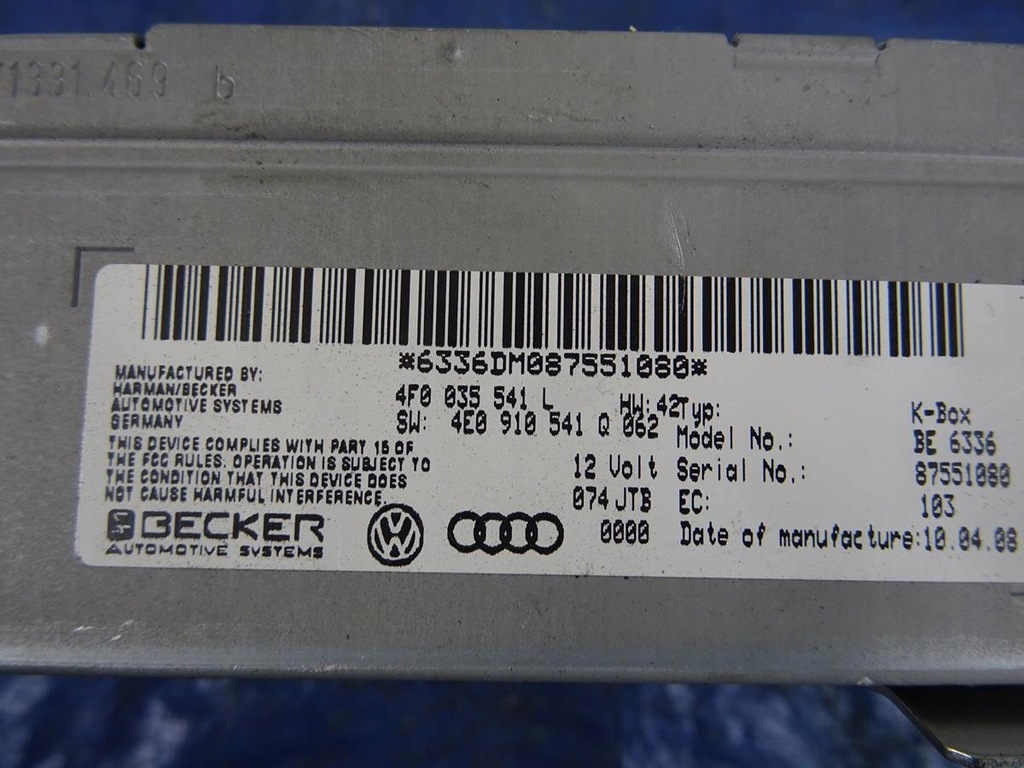 71331.469 b
*6336DM087551080*
MANUFACTURED BY:
HARMAN/BECKER
AUTOMOTIVE SYSTEMS
GERMANY
4F0 035 541 L HW: 42
SW: 4E0 910 541 Q 062
THIS DEVICE COMPLIES WITH PART 15 OF
THE FCC RULES. OPERATION IS SUBJECT TO
THE CONDITION THAT THIS DEVICE DOES
NOT CAUSE HARMFUL INTERFERENCE.
12 Volt
074 JTB
0000
Typ: K-Box
Model No.: BE 6336
Serial No.: 87551080
EC: 103
Date of manufacture: 10.04.08
BECKER
AUTOMOTIVE SYSTEMS